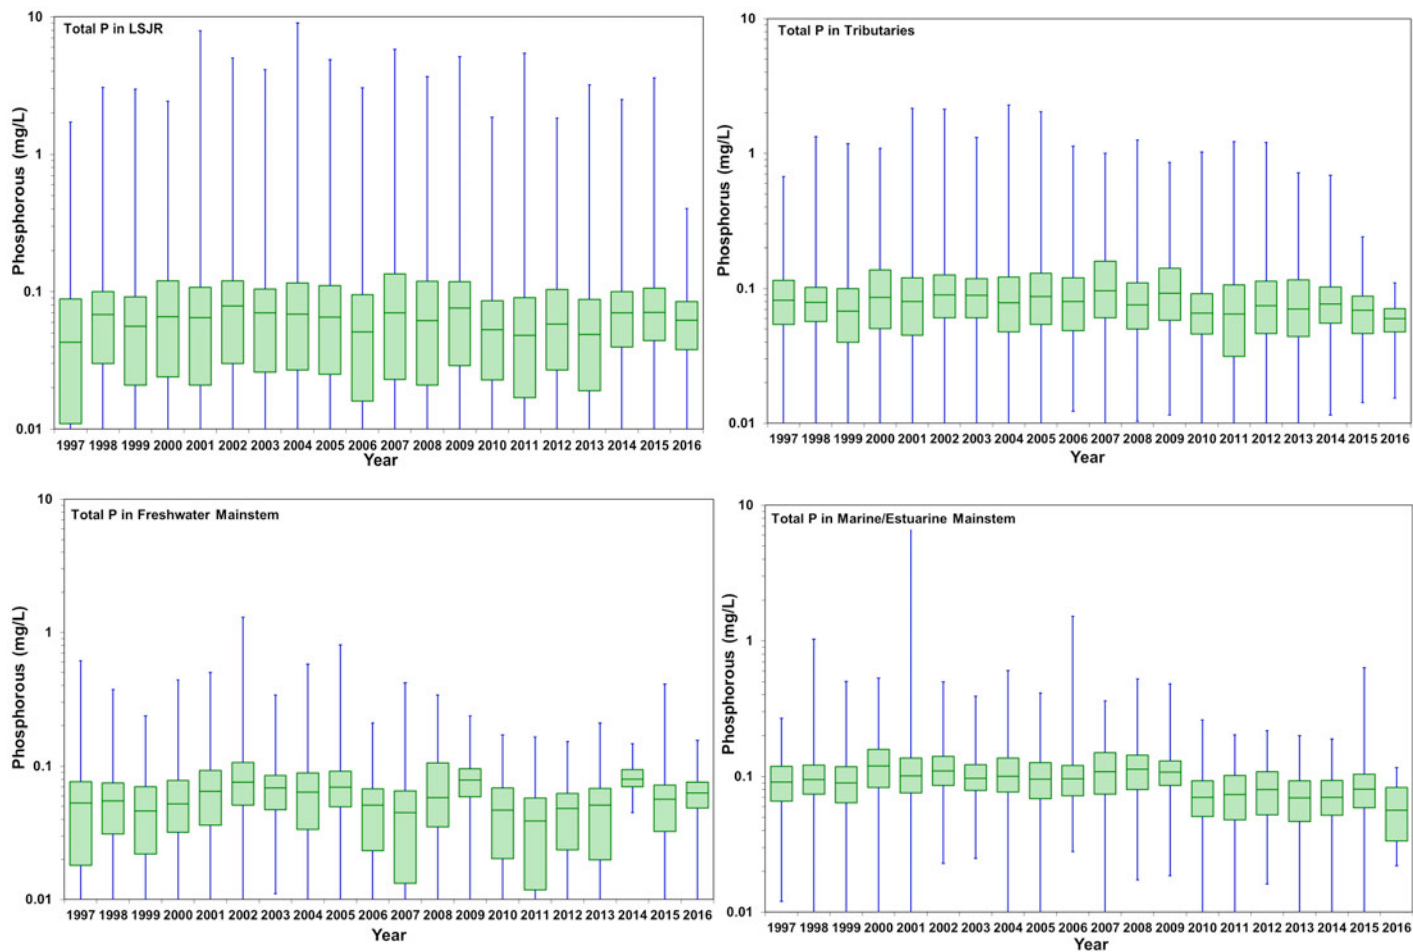 Total P in LSJR
Phosphorous (mg/L)
10
1
0.1
0.01
1997 1998 1999 2000 2001 2002 2003 2004 2005 2006 2007 2008 2009 2010 2011 2012 2013 2014 2015 2016
Year
Total P in Tributaries
Phosphorus (mg/L)
10
1
0.1
0.01
1997 1998 1999 2000 2001 2002 2003 2004 2005 2006 2007 2008 2009 2010 2011 2012 2013 2014 2015 2016
Year
Total P in Freshwater Mainstem
Phosphorous (mg/L)
10
1
0.1
0.01
1997 1998 1999 2000 2001 2002 2003 2004 2005 2006 2007 2008 2009 2010 2011 2012 2013 2014 2015 2016
Year
Total P in Marine/Estuarine Mainstem
Phosphorous (mg/L)
10
1
0.1
0.01
1997 1998 1999 2000 2001 2002 2003 2004 2005 2006 2007 2008 2009 2010 2011 2012 2013 2014 2015 2016
Year